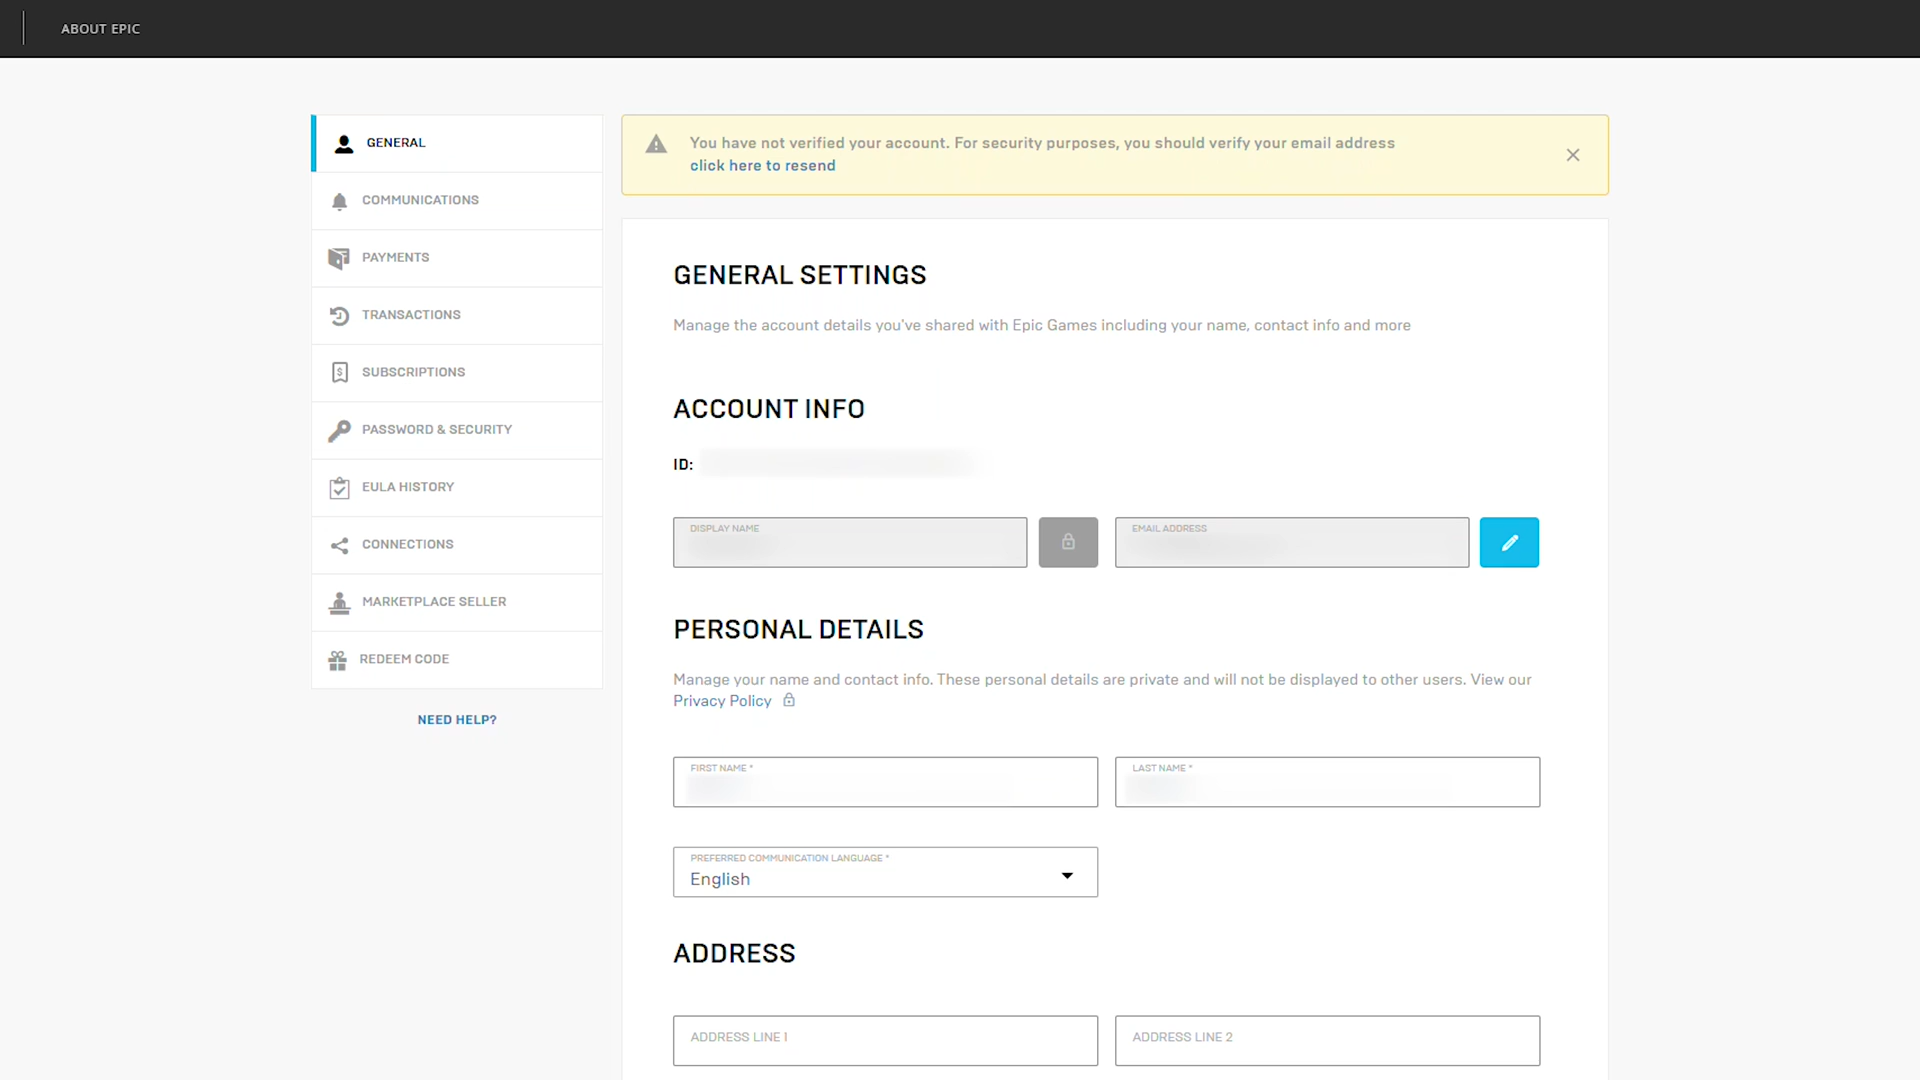 ABOUT EPIC
GENERAL
COMMUNICATIONS
PAYMENTS
TRANSACTIONS
SUBSCRIPTIONS
PASSWORD & SECURITY
EULA HISTORY
CONNECTIONS
MARKETPLACE SELLER
REDEEM CODE
NEED HELP?
You have not verified your account. For security purposes, you should verify your email address
click here to resend
GENERAL SETTINGS
Manage the account details you've shared with Epic Games including your name, contact info and more
ACCOUNT INFO
ID:
DISPLAY NAME
EMAIL ADDRESS
PERSONAL DETAILS
Manage your name and contact info. These personal details are private and will not be displayed to other users. View our
Privacy Policy
FIRST NAME *
LAST NAME *
PREFERRED COMMUNICATION LANGUAGE *
English
ADDRESS
ADDRESS LINE 1
ADDRESS LINE 2